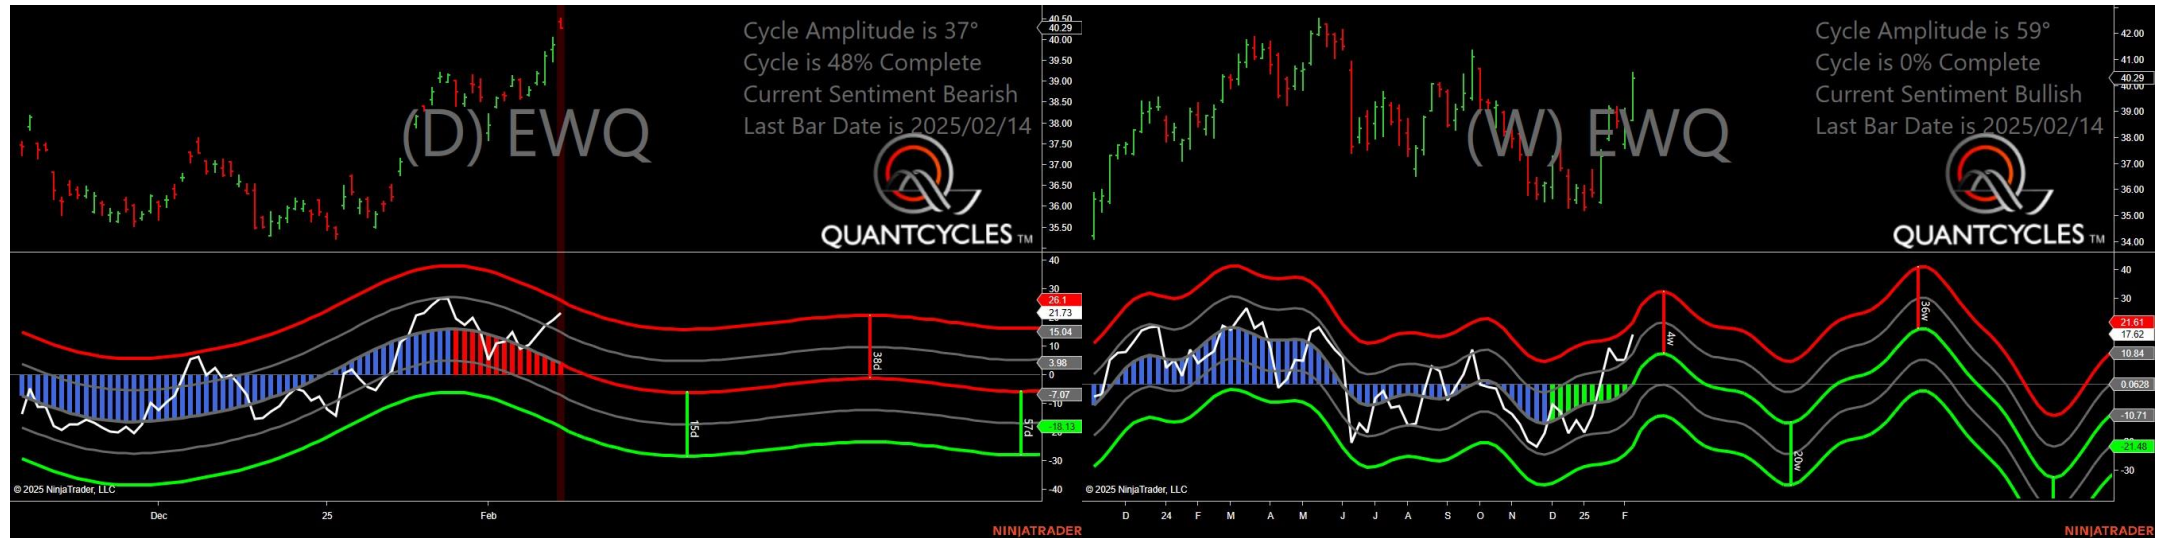 Cycle Amplitude is 37°
Cycle is 48% Complete
Current Sentiment Bearish
Last Bar Date is 2025/02/14
(D) EWQ
QUANTCYCLES TM
40.50
40.29
40.00
39.50
39.00
38.50
38.00
37.50
37.00
36.50
36.00
35.50
40
30
26.1
21.73
15.04
10
3.98
0
-7.07
-10
-18.13
-30
-40
38d
15d
57d
© 2025 NinjaTrader, LLC
Dec 25 Feb
NINJATRADER
Cycle Amplitude is 59°
Cycle is 0% Complete
Current Sentiment Bullish
Last Bar Date is 2025/02/14
(W) EWQ
QUANTCYCLES TM
42.00
41.00
40.29
40.00
39.00
38.00
37.00
36.00
35.00
34.00
40
30
21.61
17.62
10.84
0.0628
-10.71
-21.48
-30
4w
36w
20w
© 2025 NinjaTrader, LLC
D 24 F M A M J J A S O N D 25 F
NINJATRADER